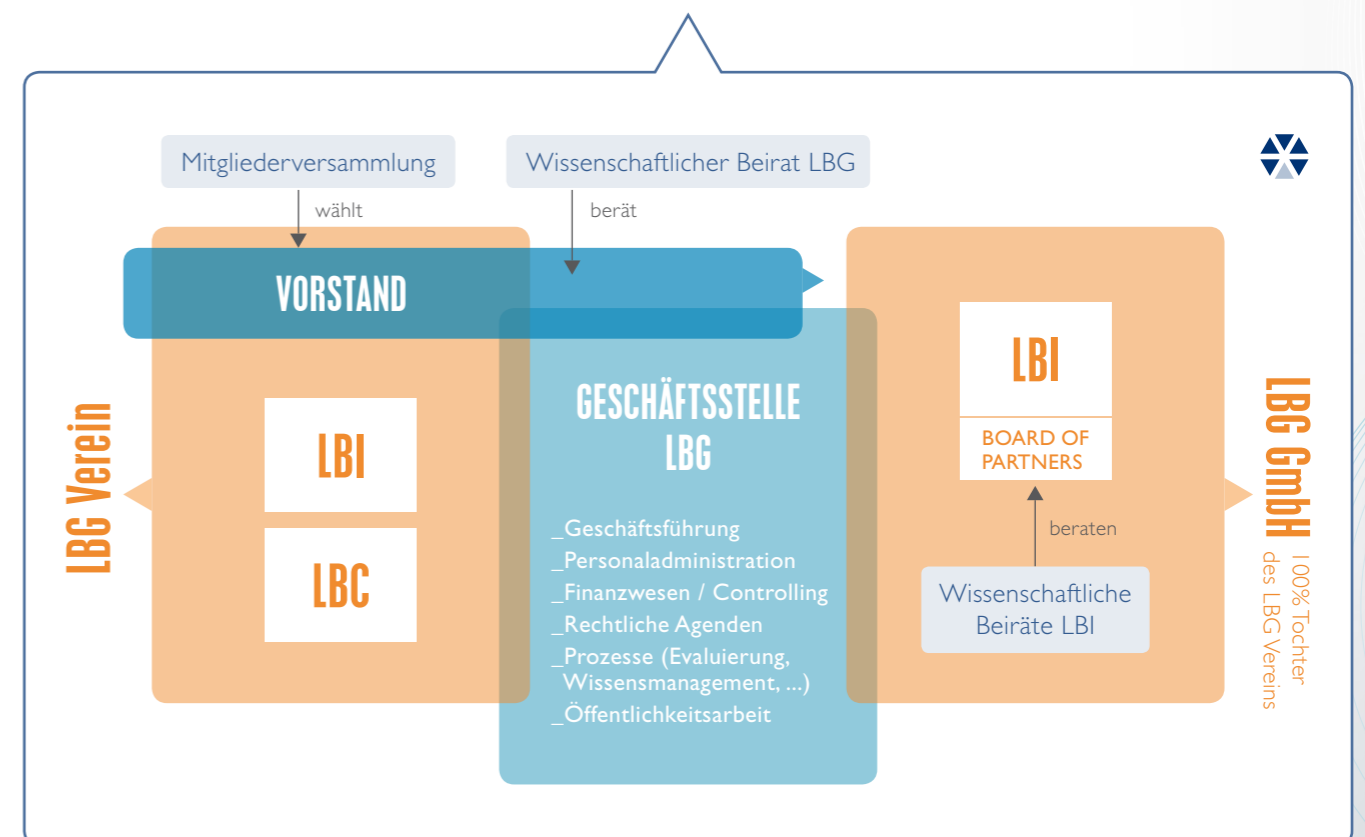 Mitgliederversammlung
Wissenschaftlicher Beirat LBG
wählt
berät
VORSTAND
LBG Verein
LBI
LBC
GESCHÄFTSSTELLE
LBG
_Geschäftsführung
_Personaladministration
_Finanzwesen / Controlling
_Rechtliche Agenden
_Prozesse (Evaluierung,
Wissensmanagement, ...)
_Öffentlichkeitsarbeit
LBI
BOARD OF
PARTNERS
beraten
Wissenschaftliche
Beiräte LBI
LBG GmbH
100% Tochter
des LBG Vereins